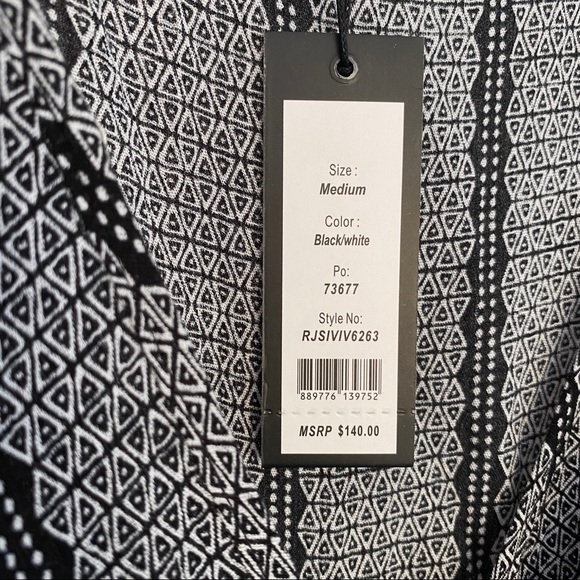 Size :
Medium
Color :
Black/white
Po:
73677
Style No:
RJSIVIV6263
889776 139752
MSRP $140.00